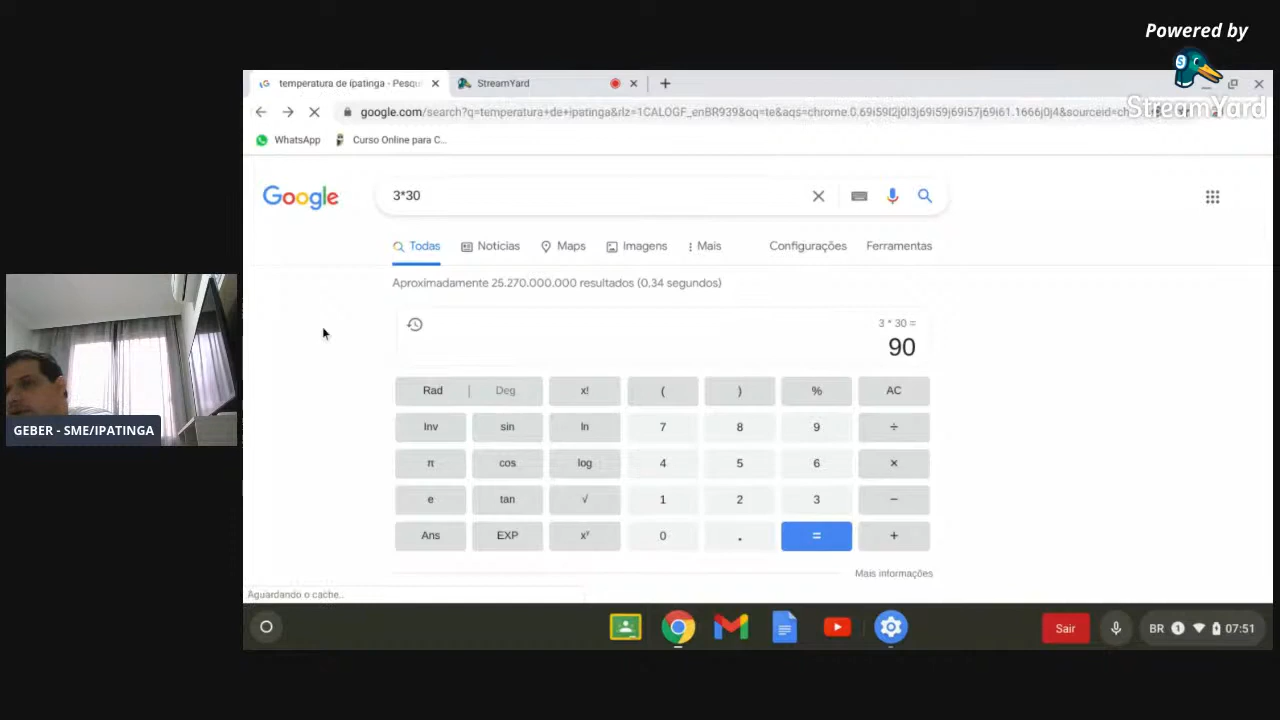 Powered by
StreamYard
temperatura de ipatinga - Pesqu
StreamYard
google.com/search?q=temperatura+de+ipatinga&rlz=1CALOGF_enBR939&oq=te&aqs=chrome.0.69i59l2j0l3j69i59j69i57j69i61.1666j0j4&sourceid=ch
WhatsApp
Curso Online para C...
Google
3*30
Todas
Notícias
Maps
Imagens
Mais
Configurações
Ferramentas
Aproximadamente 25.270.000.000 resultados (0,34 segundos)
3 * 30 =
90
Rad | Deg x! ( ) % AC
Inv sin ln 7 8 9 ÷
π cos log 4 5 6 ×
e tan √ 1 2 3 −
Ans EXP xʸ 0 . = +
Mais informações
Aguardando o cache...
GEBER - SME/IPATINGA
Sair
BR 1 07:51